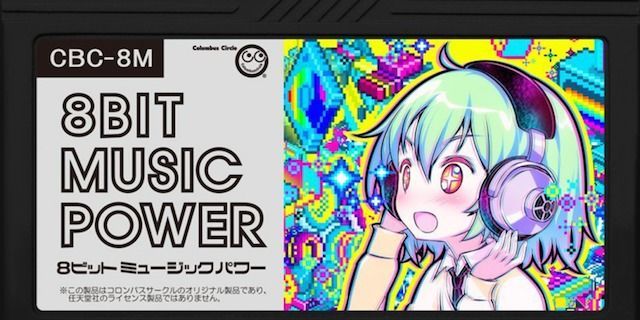 CBC-8M
Columbus Circle
®
8BIT
MUSIC
POWER
8ビット ミュージックパワー
※この製品はコロンバスサークルのオリジナル製品であり、
任天堂社のライセンス製品ではありません。